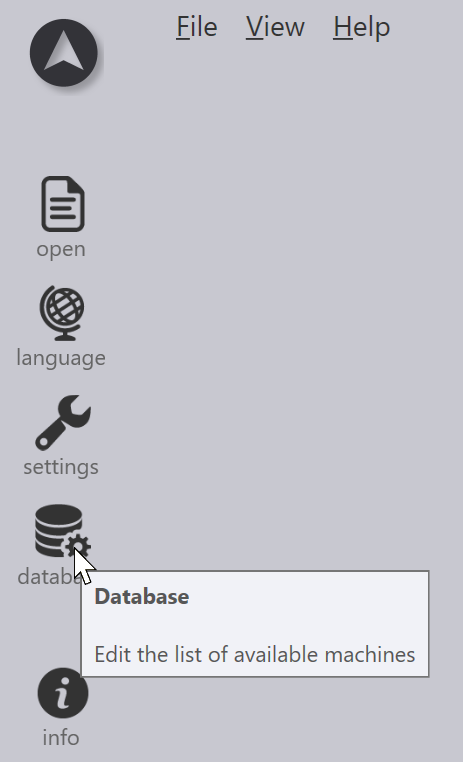 File View Help
open
language
settings
Database
Edit the list of available machines
info